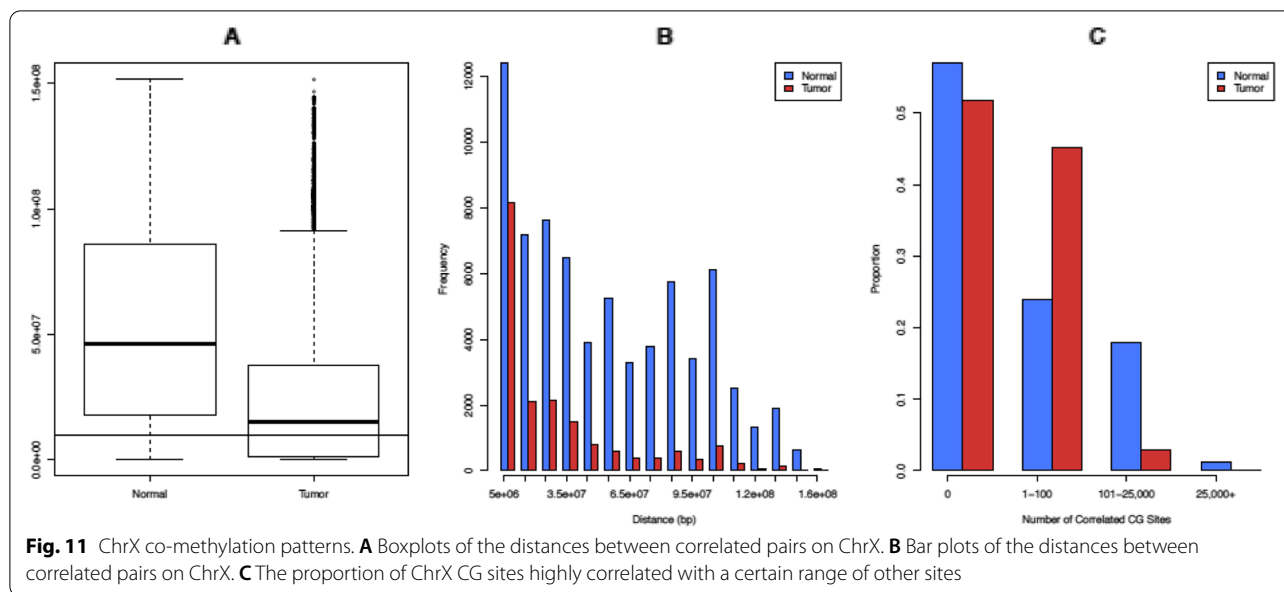 A
1.5e+08
1.0e+08
5.0e+07
0.0e+00
Normal
Tumor
B
Normal
Tumor
12000
10000
8000
6000
4000
2000
0
Frequency
5e+06
3.5e+07
6.5e+07
9.5e+07
1.2e+08
1.6e+08
Distance (bp)
C
Normal
Tumor
0.5
0.4
0.3
0.2
0.1
0.0
Proportion
0
1–100
101–25,000
25,000+
Number of Correlated CG Sites
Fig. 11 ChrX co-methylation patterns. A Boxplots of the distances between correlated pairs on ChrX. B Bar plots of the distances between
correlated pairs on ChrX. C The proportion of ChrX CG sites highly correlated with a certain range of other sites